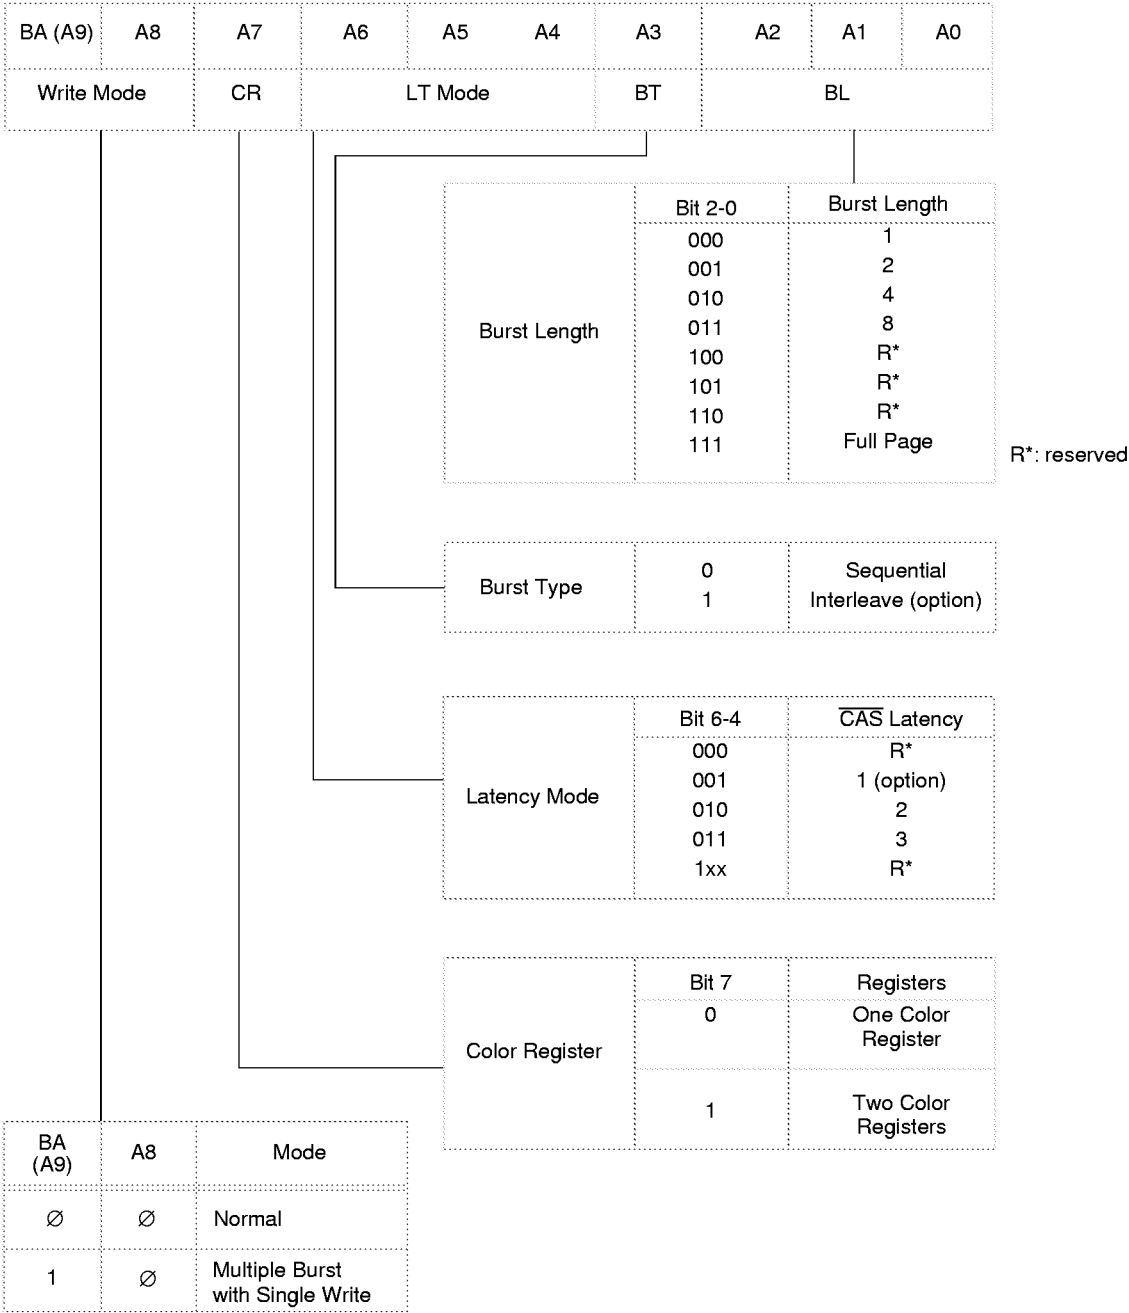 BA (A9) A8 A7 A6 A5 A4 A3 A2 A1 A0
Write Mode CR LT Mode BT BL
Bit 2-0 Burst Length
Burst Length
000 1
001 2
010 4
011 8
100 R*
101 R*
110 R*
111 Full Page
R*: reserved
Burst Type
0 Sequential
1 Interleave (option)
Bit 6-4 CAS Latency
Latency Mode
000 R*
001 1 (option)
010 2
011 3
1xx R*
Bit 7 Registers
Color Register
0 One Color
Register
1 Two Color
Registers
BA
(A9) A8 Mode
∅ ∅ Normal
1 ∅ Multiple Burst
with Single Write